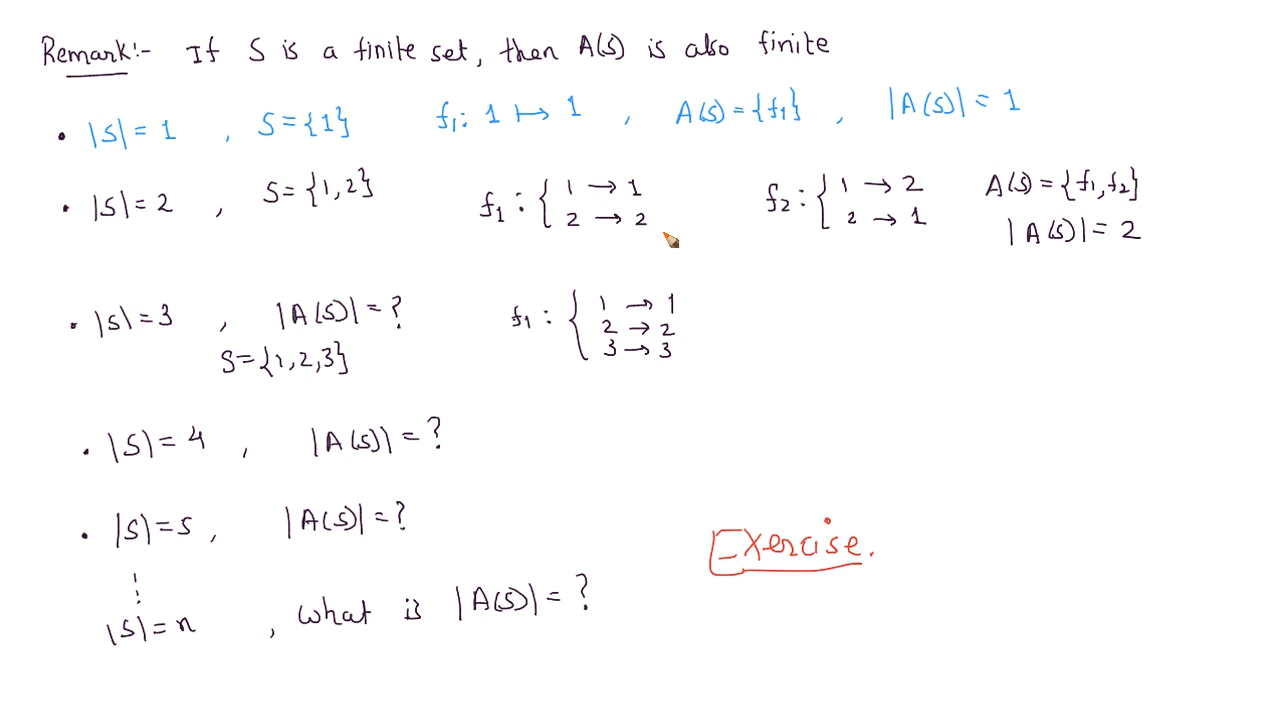 Remark:- If S is a finite set, then A(S) is also finite
• |S| = 1 , S = {1} f₁: 1 ↦ 1 , A(S) = {f₁} , |A(S)| = 1
• |S| = 2 , S = {1,2} f₁ : { 1 → 1 f₂ : { 1 → 2 A(S) = {f₁, f₂}
2 → 2 2 → 1 |A(S)| = 2
• |S| = 3 , |A(S)| = ? f₁ : { 1 → 1
2 → 2
S = {1,2,3} 3 → 3
• |S| = 4 , |A(S)| = ?
• |S| = 5 , |A(S)| = ?
Exercise.
⋮
|S| = n , what is |A(S)| = ?